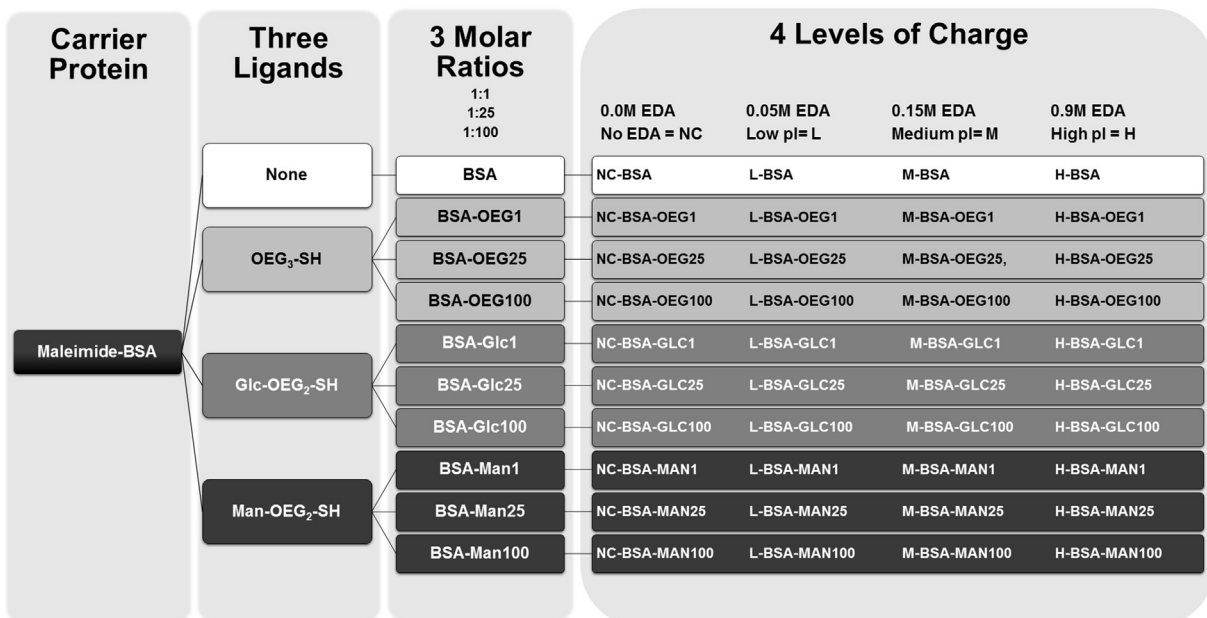 Carrier
Protein
Three
Ligands
3 Molar
Ratios
1:1
1:25
1:100
4 Levels of Charge
0.0M EDA
No EDA = NC
0.05M EDA
Low pI= L
0.15M EDA
Medium pI= M
0.9M EDA
High pI = H
Maleimide-BSA
None
BSA
NC-BSA L-BSA M-BSA H-BSA
OEG₃-SH
BSA-OEG1
NC-BSA-OEG1 L-BSA-OEG1 M-BSA-OEG1 H-BSA-OEG1
BSA-OEG25
NC-BSA-OEG25 L-BSA-OEG25 M-BSA-OEG25, H-BSA-OEG25
BSA-OEG100
NC-BSA-OEG100 L-BSA-OEG100 M-BSA-OEG100 H-BSA-OEG100
Glc-OEG₂-SH
BSA-Glc1
NC-BSA-GLC1 L-BSA-GLC1 M-BSA-GLC1 H-BSA-GLC1
BSA-Glc25
NC-BSA-GLC25 L-BSA-GLC25 M-BSA-GLC25 H-BSA-GLC25
BSA-Glc100
NC-BSA-GLC100 L-BSA-GLC100 M-BSA-GLC100 H-BSA-GLC100
Man-OEG₂-SH
BSA-Man1
NC-BSA-MAN1 L-BSA-MAN1 M-BSA-MAN1 H-BSA-MAN1
BSA-Man25
NC-BSA-MAN25 L-BSA-MAN25 M-BSA-MAN25 H-BSA-MAN25
BSA-Man100
NC-BSA-MAN100 L-BSA-MAN100 M-BSA-MAN100 H-BSA-MAN100